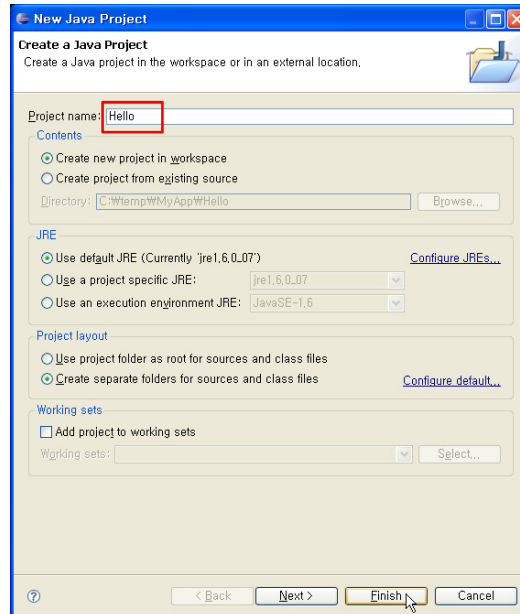 New Java Project
Create a Java Project
Create a Java project in the workspace or in an external location.
Project name: Hello
Contents
Create new project in workspace
Create project from existing source
Directory: C:₩temp₩MyApp₩Hello Browse...
JRE
Use default JRE (Currently 'jre1.6.0_07') Configure JREs...
Use a project specific JRE: jre1.6.0_07
Use an execution environment JRE: JavaSE-1.6
Project layout
Use project folder as root for sources and class files
Create separate folders for sources and class files Configure default...
Working sets
Add project to working sets
Working sets: Select...
? < Back Next > Finish Cancel